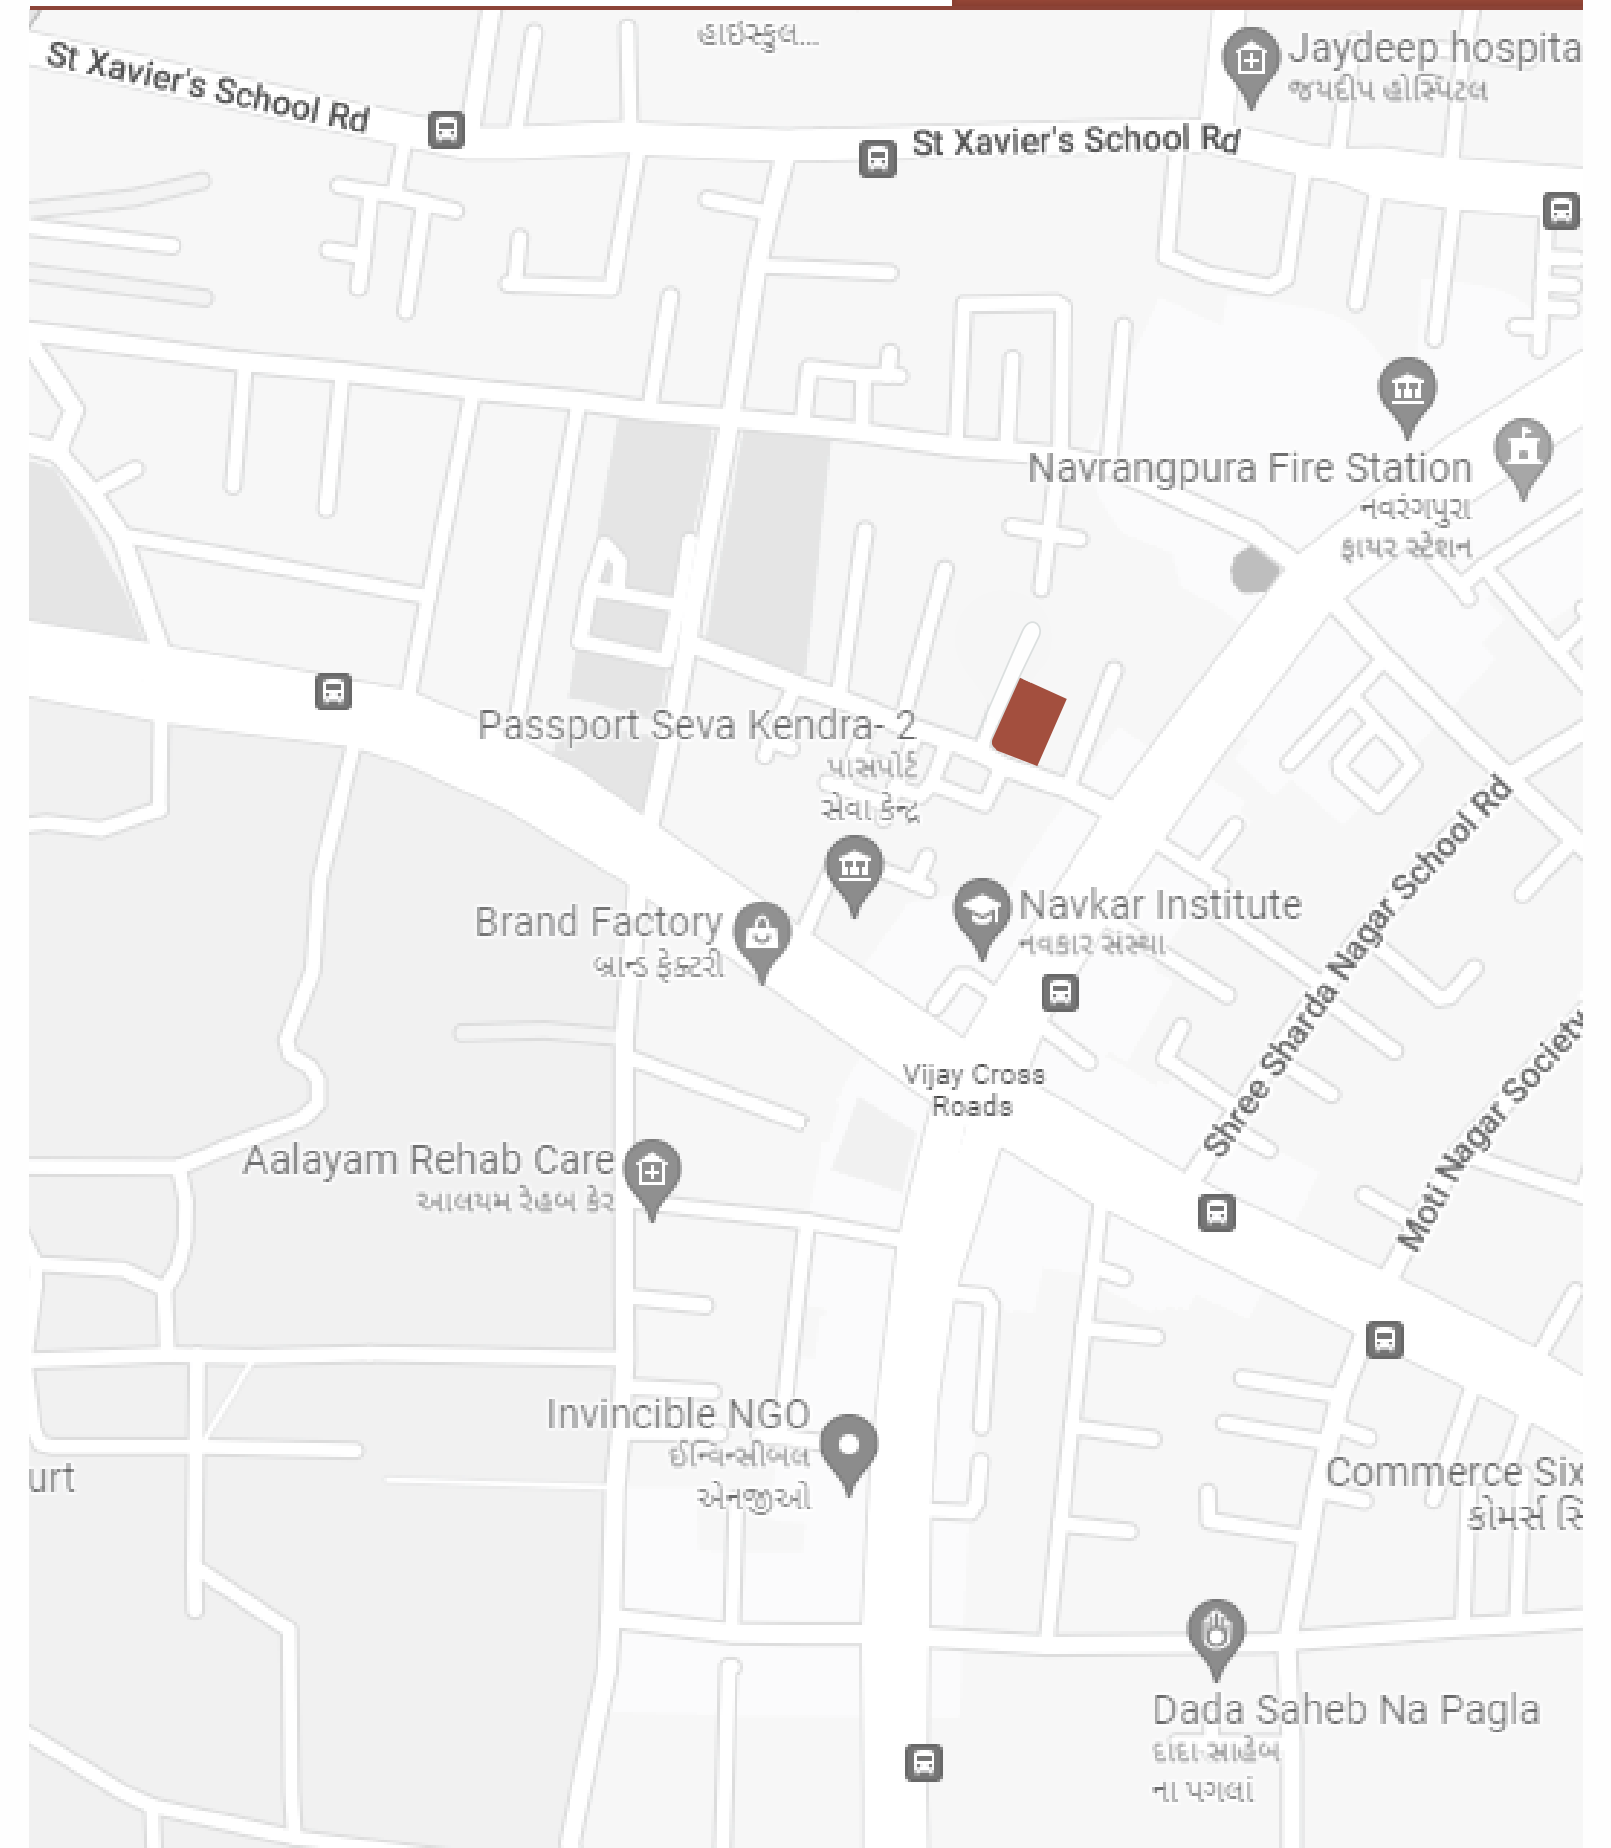 હાઈસ્કુલ...
Jaydeep hospita
જયદીપ હોસ્પિટલ
St Xavier's School Rd
St Xavier's School Rd
Navrangpura Fire Station
નવરંગપુરા
ફાયર સ્ટેશન
Passport Seva Kendra- 2
પાસપોર્ટ
સેવા કેન્દ્ર
Shree Sharda Nagar School Rd
Brand Factory
બ્રાન્ડ ફેક્ટરી
Navkar Institute
નવકાર સંસ્થા
Vijay Cross
Roads
Moti Nagar Society
Aalayam Rehab Care
આલયમ રેહબ કેર
Invincible NGO
ઈન્વિન્સીબલ
એનજીઓ
urt
Commerce Six
કોમર્સ સિ
Dada Saheb Na Pagla
દાદા સાહેબ
ના પગલાં